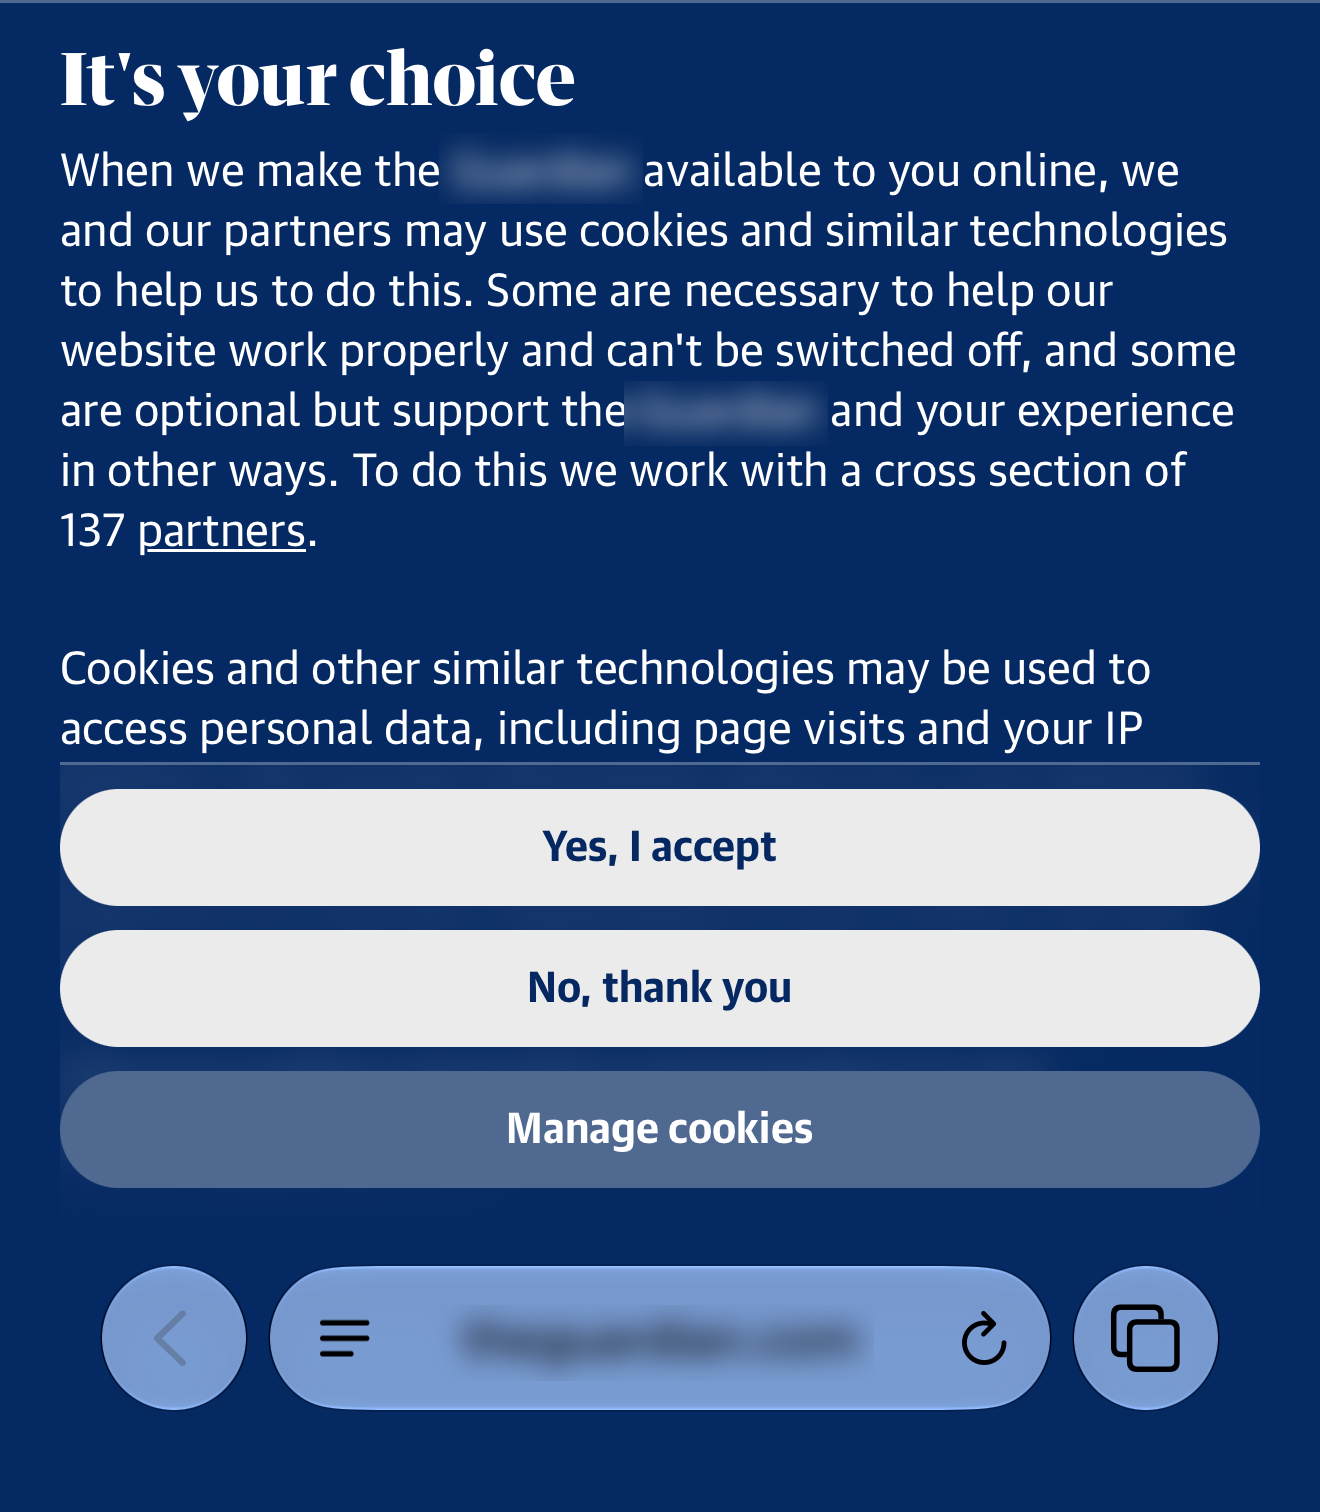 It's your choice
When we make the available to you online, we
and our partners may use cookies and similar technologies
to help us to do this. Some are necessary to help our
website work properly and can't be switched off, and some
are optional but support the and your experience
in other ways. To do this we work with a cross section of
137 partners.
Cookies and other similar technologies may be used to
access personal data, including page visits and your IP
Yes, I accept
No, thank you
Manage cookies